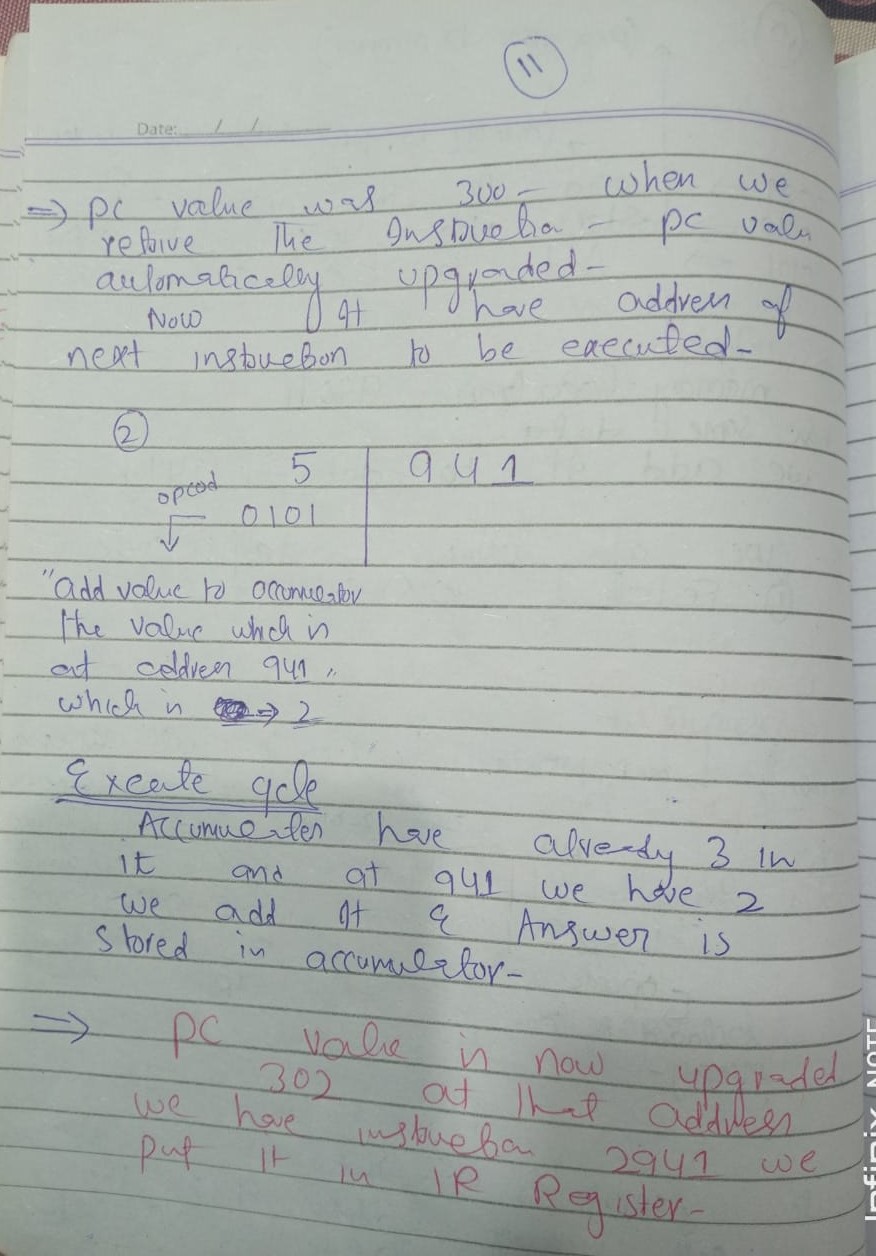 11
Date: / /
⇒ PC value was 300 - when we
retrive The Instruction - PC valu
automatically upgraded -
Now It have address of
next instruction to be executed -
2
5 | 941
opcod
0101
"add value to accumulator
the value which is
at address 941 "
which is ⇒ 2
Execute cycle
Accumulater have already 3 in
it and at 941 we have 2
we add It & Answer is
stored in accumulator -
⇒ PC value is now upgraded
302 at that address
we have instruction 2941 we
put It in IR Register -
Infinix NOTE